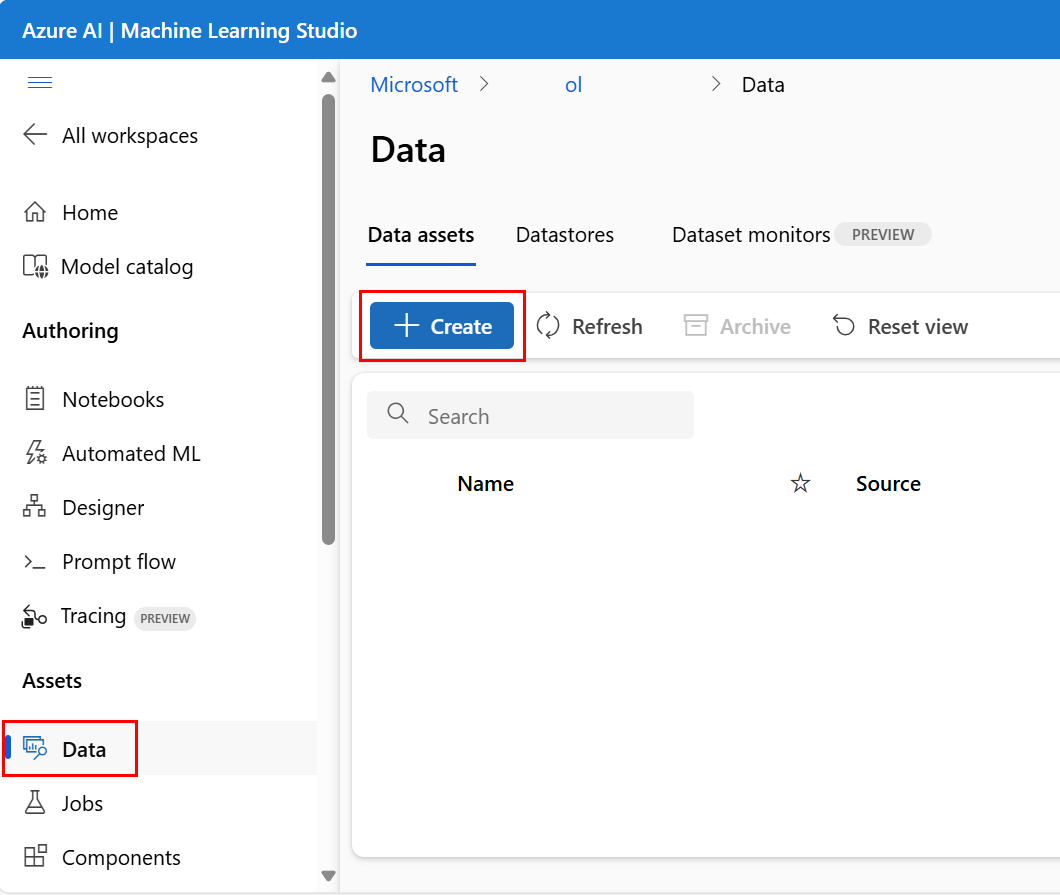 Azure AI | Machine Learning Studio
All workspaces
Home
Model catalog
Authoring
Notebooks
Automated ML
Designer
Prompt flow
Tracing PREVIEW
Assets
Data
Jobs
Components
Microsoft > ol > Data
Data
Data assets Datastores Dataset monitors PREVIEW
Create Refresh Archive Reset view
Search
Name Source